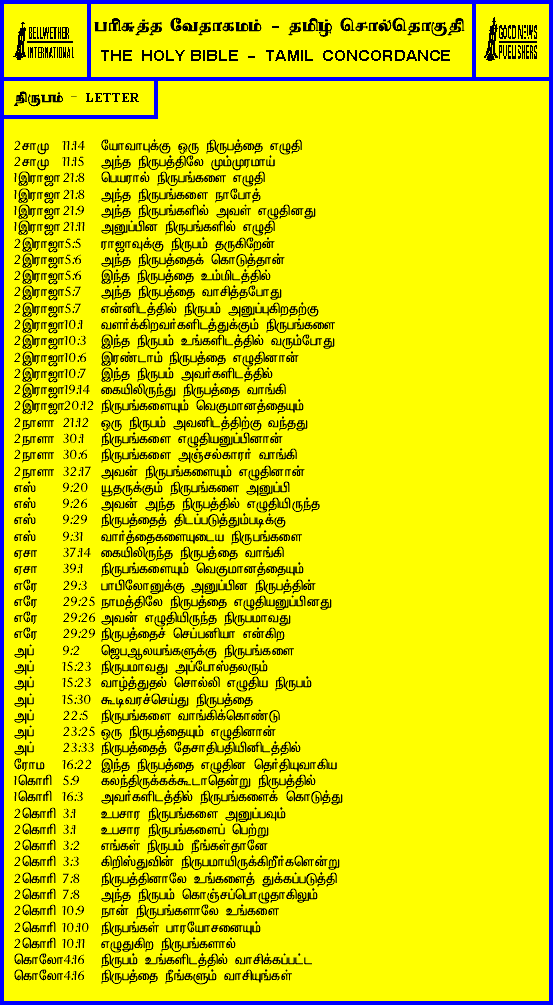 BELLWETHER
INTERNATIONAL
பரிசுத்த வேதாகமம் - தமிழ் சொல்தொகுதி
THE HOLY BIBLE - TAMIL CONCORDANCE
GOOD NEWS
PUBLISHERS
நிருபம் - LETTER
2சாமு 11:14 யோவாபுக்கு ஒரு நிருபத்தை எழுதி
2சாமு 11:15 அந்த நிருபத்திலே மும்முரமாய்
1இராஜா 21:8 பெயரால் நிருபங்களை எழுதி
1இராஜா 21:8 அந்த நிருபங்களை நாபோத்
1இராஜா 21:9 அந்த நிருபங்களில் அவள் எழுதினது
1இராஜா 21:11 அனுப்பின நிருபங்களில் எழுதி
2இராஜா5:5 ராஜாவுக்கு நிருபம் தருகிறேன்
2இராஜா5:6 அந்த நிருபத்தைக் கொடுத்தான்
2இராஜா5:6 இந்த நிருபத்தை உம்மிடத்தில்
2இராஜா5:7 அந்த நிருபத்தை வாசித்தபோது
2இராஜா5:7 என்னிடத்தில் நிருபம் அனுப்புகிறதற்கு
2இராஜா10:1 வளர்க்கிறவர்களிடத்துக்கும் நிருபங்களை
2இராஜா10:3 இந்த நிருபம் உங்களிடத்தில் வரும்போது
2இராஜா10:6 இரண்டாம் நிருபத்தை எழுதினான்
2இராஜா10:7 இந்த நிருபம் அவர்களிடத்தில்
2இராஜா19:14 கையிலிருந்து நிருபத்தை வாங்கி
2இராஜா20:12 நிருபங்களையும் வெகுமானத்தையும்
2நாளா 21:12 ஒரு நிருபம் அவனிடத்திற்கு வந்தது
2நாளா 30:1 நிருபங்களை எழுதியனுப்பினான்
2நாளா 30:6 நிருபங்களை அஞ்சல்காரர் வாங்கி
2நாளா 32:17 அவன் நிருபங்களையும் எழுதினான்
எஸ் 9:20 யூதருக்கும் நிருபங்களை அனுப்பி
எஸ் 9:26 அவன் அந்த நிருபத்தில் எழுதியிருந்த
எஸ் 9:29 நிருபத்தைத் திடப்படுத்தும்படிக்கு
எஸ் 9:31 வார்த்தைகளையுடைய நிருபங்களை
ஏசா 37:14 கையிலிருந்த நிருபத்தை வாங்கி
ஏசா 39:1 நிருபங்களையும் வெகுமானத்தையும்
எரே 29:3 பாபிலோனுக்கு அனுப்பின நிருபத்தின்
எரே 29:25 நாமத்திலே நிருபத்தை எழுதியனுப்பினது
எரே 29:26 அவன் எழுதியிருந்த நிருபமாவது
எரே 29:29 நிருபத்தைச் செப்பனியா என்கிற
அப் 9:2 ஜெபஆலயங்களுக்கு நிருபங்களை
அப் 15:23 நிருபமாவது அப்போஸ்தலரும்
அப் 15:23 வாழ்த்துதல் சொல்லி எழுதிய நிருபம்
அப் 15:30 கூடிவரச்செய்து நிருபத்தை
அப் 22:5 நிருபங்களை வாங்கிக்கொண்டு
அப் 23:25 ஒரு நிருபத்தையும் எழுதினான்
அப் 23:33 நிருபத்தைத் தேசாதிபதியினிடத்தில்
ரோம 16:22 இந்த நிருபத்தை எழுதின தெர்தியுவாகிய
1கொரி 5:9 கலந்திருக்கக்கூடாதென்று நிருபத்தில்
1கொரி 16:3 அவர்களிடத்தில் நிருபங்களைக் கொடுத்து
2கொரி 3:1 உபசார நிருபங்களை அனுப்பவும்
2கொரி 3:1 உபசார நிருபங்களைப் பெற்று
2கொரி 3:2 எங்கள் நிருபம் நீங்கள்தானே
2கொரி 3:3 கிறிஸ்துவின் நிருபமாயிருக்கிறீர்களென்று
2கொரி 7:8 நிருபத்தினாலே உங்களைத் துக்கப்படுத்தி
2கொரி 7:8 அந்த நிருபம் கொஞ்சப்பொழுதாகிலும்
2கொரி 10:9 நான் நிருபங்களாலே உங்களை
2கொரி 10:10 நிருபங்கள் பாரயோசனையும்
2கொரி 10:11 எழுதுகிற நிருபங்களால்
கொலோ4:16 நிருபம் உங்களிடத்தில் வாசிக்கப்பட்ட
கொலோ4:16 நிருபத்தை நீங்களும் வாசியுங்கள்